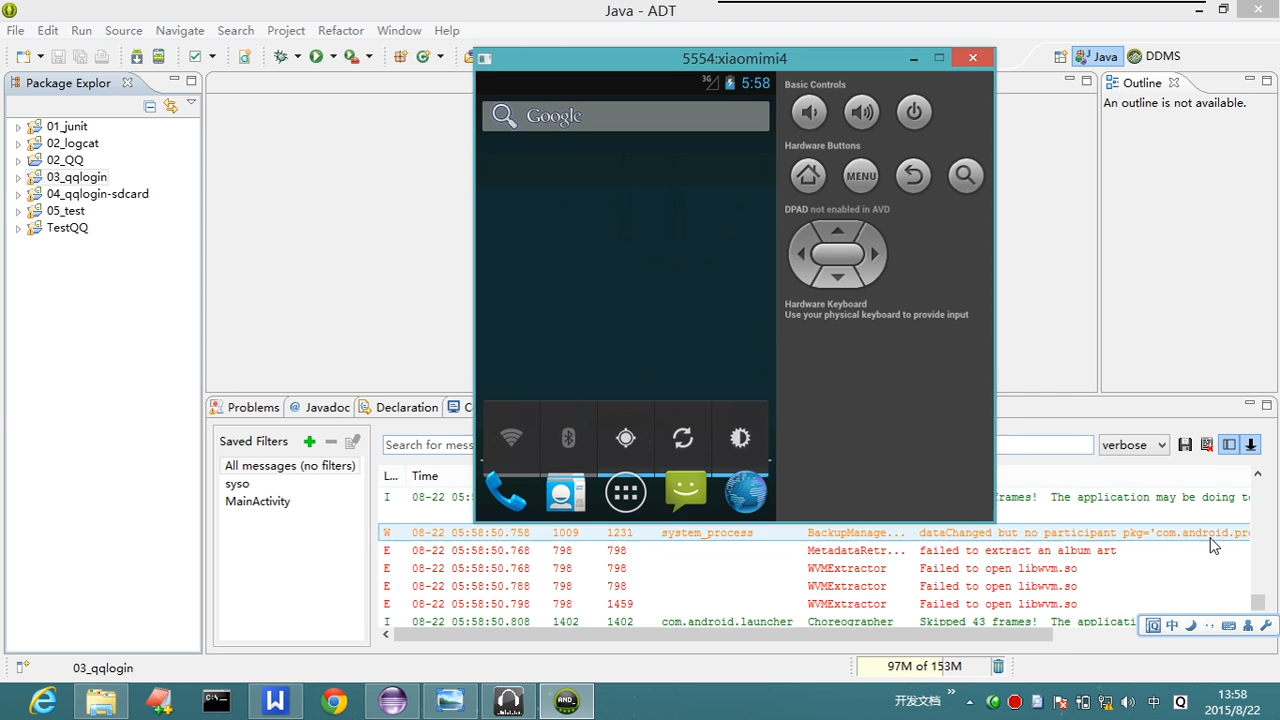 Java - ADT
File Edit Source Refactor Navigate Search Project Run Window Help
5554:xiaomimi4
Java
DDMS
Package Explor
01_junit
02_logcat
02_QQ
03_qqlogin
04_qqlogin-sdcard
05_test
TestQQ
3G
5:58
Google
Basic Controls
Hardware Buttons
MENU
DPAD not enabled in AVD
Hardware Keyboard
Use your physical keyboard to provide input
Outline
An outline is not available.
Problems
@ Javadoc
Declaration
Saved Filters
All messages (no filters)
syso
MainActivity
Search for mess
verbose
L... Time
I 08-22 05:5 frames! The application may be doing t
W 08-22 05:58:50.758 1009 1231 system_process BackupManage... dataChanged but no participant pkg='com.android.pr
E 08-22 05:58:50.768 798 798 MetadataRetr... failed to extract an album art
E 08-22 05:58:50.768 798 798 WVMExtractor Failed to open libwvm.so
E 08-22 05:58:50.788 798 798 WVMExtractor Failed to open libwvm.so
E 08-22 05:58:50.798 798 1459 WVMExtractor Failed to open libwvm.so
I 08-22 05:58:50.808 1402 1402 com.android.launcher Choreographer Skipped 43 frames! The applicati
中
03_qqlogin
97M of 153M
开发文档
中
13:58
2015/8/22